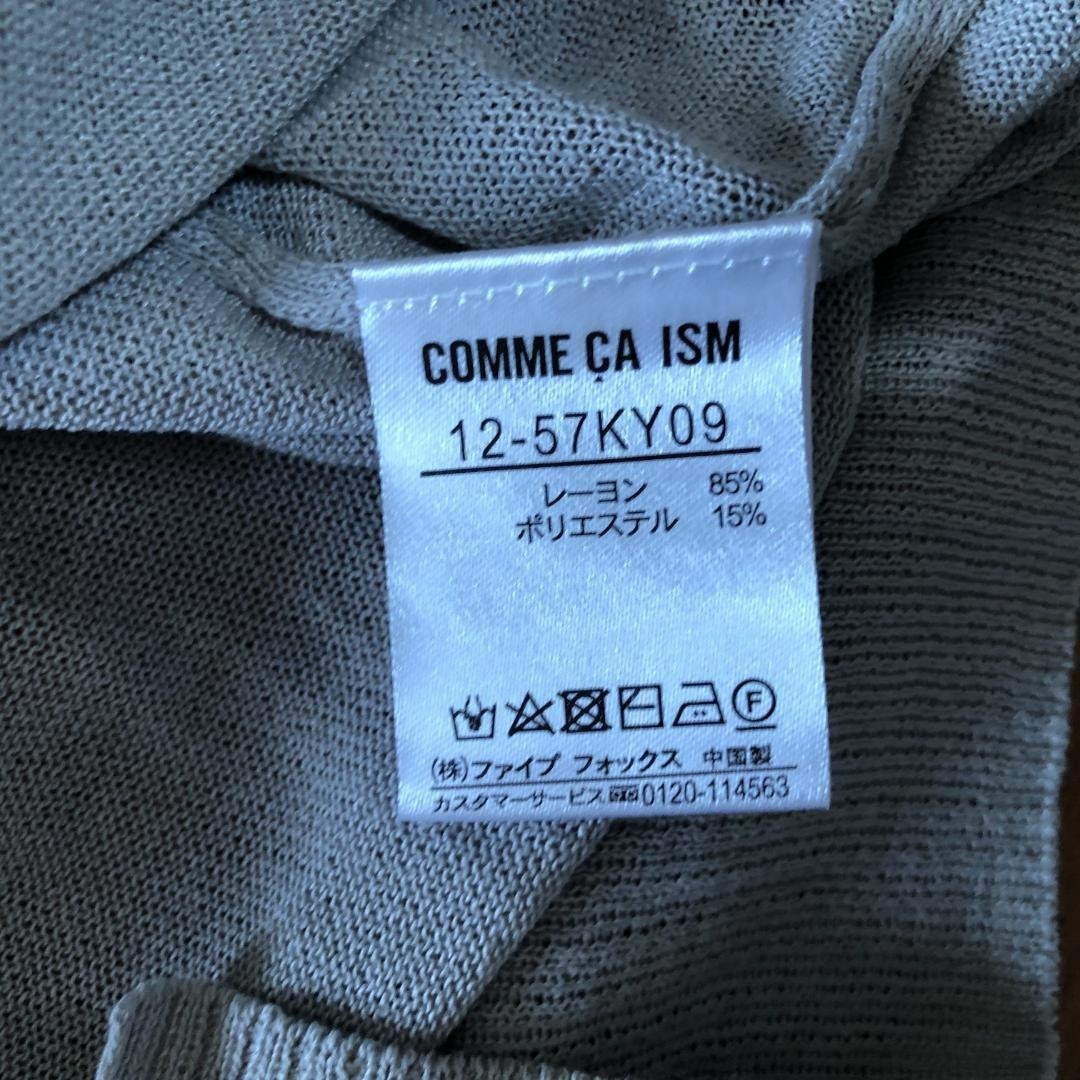 COMME ÇA ISM
12-57KY09
レーヨン 85%
ポリエステル 15%
F
(株)ファイブ フォックス 中国製
カスタマーサービス 0120-114563